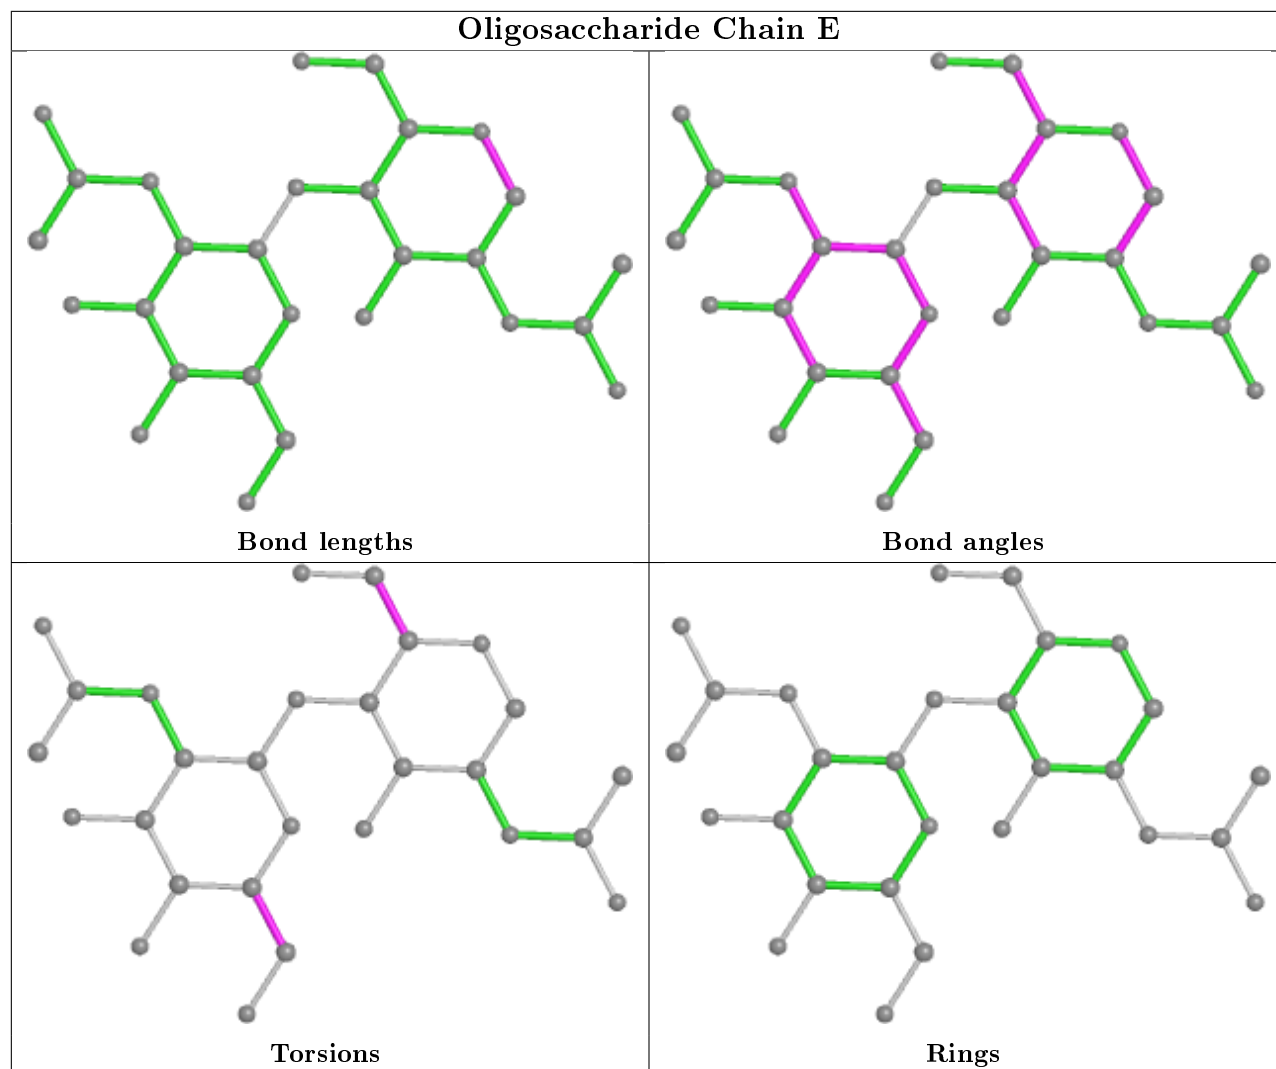 Oligosaccharide Chain E
Bond lengths
Bond angles
Torsions
Rings